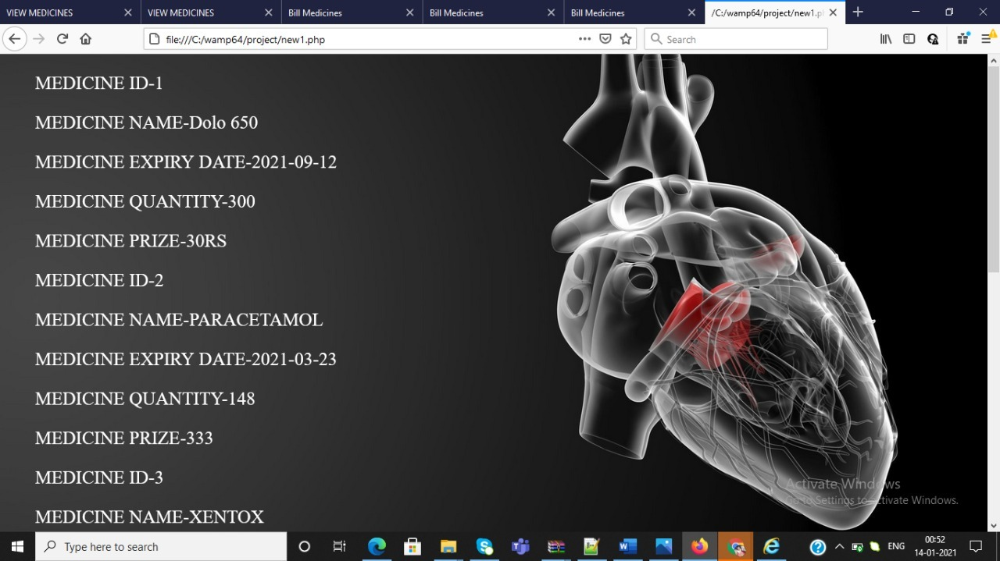 VIEW MEDICINES
VIEW MEDICINES
Bill Medicines
Bill Medicines
Bill Medicines
/C:/wamp64/project/new1.p
file:///C:/wamp64/project/new1.php
Search
MEDICINE ID-1
MEDICINE NAME-Dolo 650
MEDICINE EXPIRY DATE-2021-09-12
MEDICINE QUANTITY-300
MEDICINE PRIZE-30RS
MEDICINE ID-2
MEDICINE NAME-PARACETAMOL
MEDICINE EXPIRY DATE-2021-03-23
MEDICINE QUANTITY-148
MEDICINE PRIZE-333
MEDICINE ID-3
MEDICINE NAME-XENTOX
Activate Windows
Go to Settings to activate Windows.
Type here to search
ENG
00:52
14-01-2021